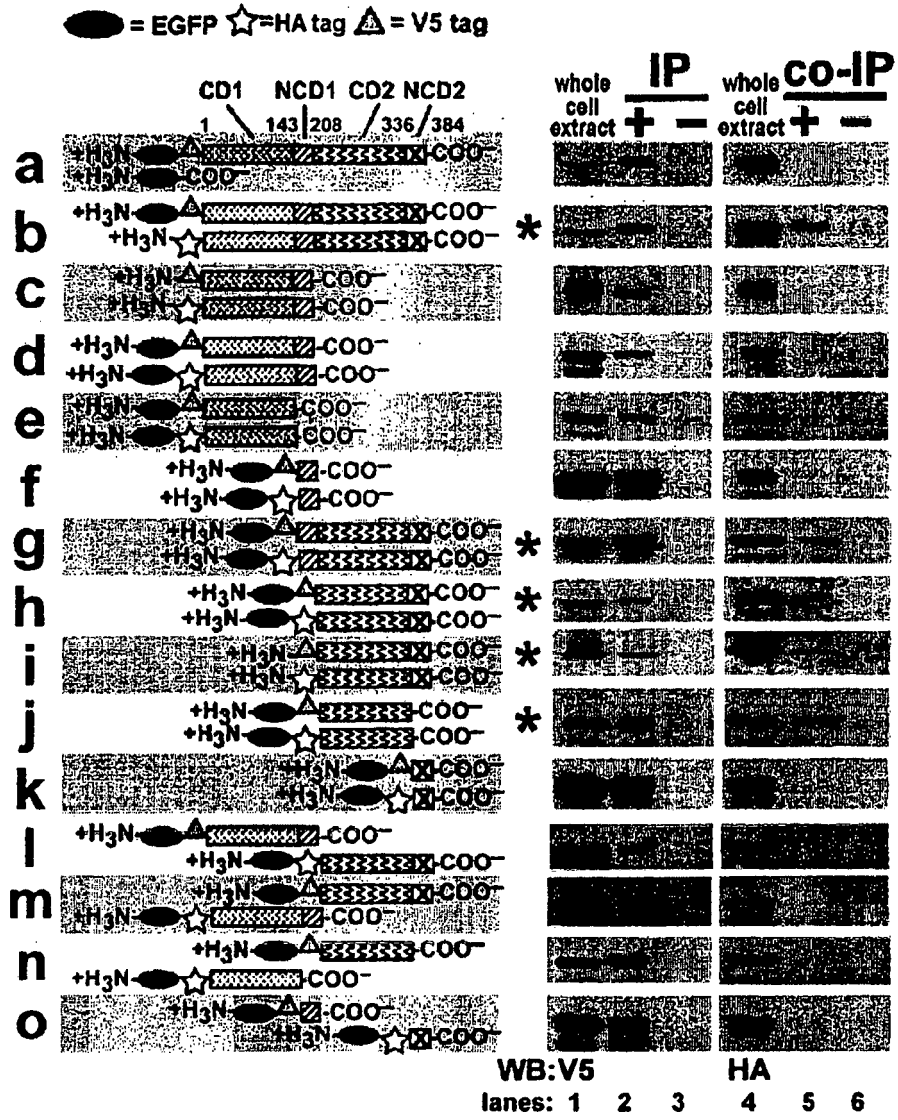 = EGFP =HA tag = V5 tag
IP co-IP
whole cell extract + − whole cell extract + −
CD1 NCD1 CD2 NCD2
1 143 208 336 384
a +H3N COO−
+H3N COO−
b +H3N COO− *
+H3N COO−
c +H3N COO−
+H3N COO−
d +H3N COO−
+H3N COO−
e +H3N COO−
+H3N COO−
f +H3N COO−
+H3N COO−
g +H3N COO− *
+H3N COO−
h +H3N COO− *
+H3N COO−
i +H3N COO− *
+H3N COO−
j +H3N COO− *
+H3N COO−
k +H3N COO−
+H3N COO−
l +H3N COO−
+H3N COO−
m +H3N COO−
+H3N COO−
n +H3N COO−
+H3N COO−
o +H3N COO−
+H3N COO−
WB:V5 HA
lanes: 1 2 3 4 5 6